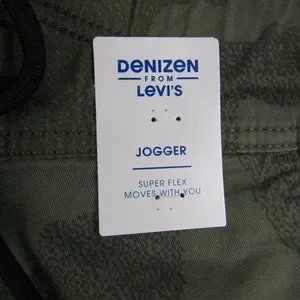 DENIZEN
FROM
LEVI'S
JOGGER
SUPER FLEX
MOVES WITH YOU